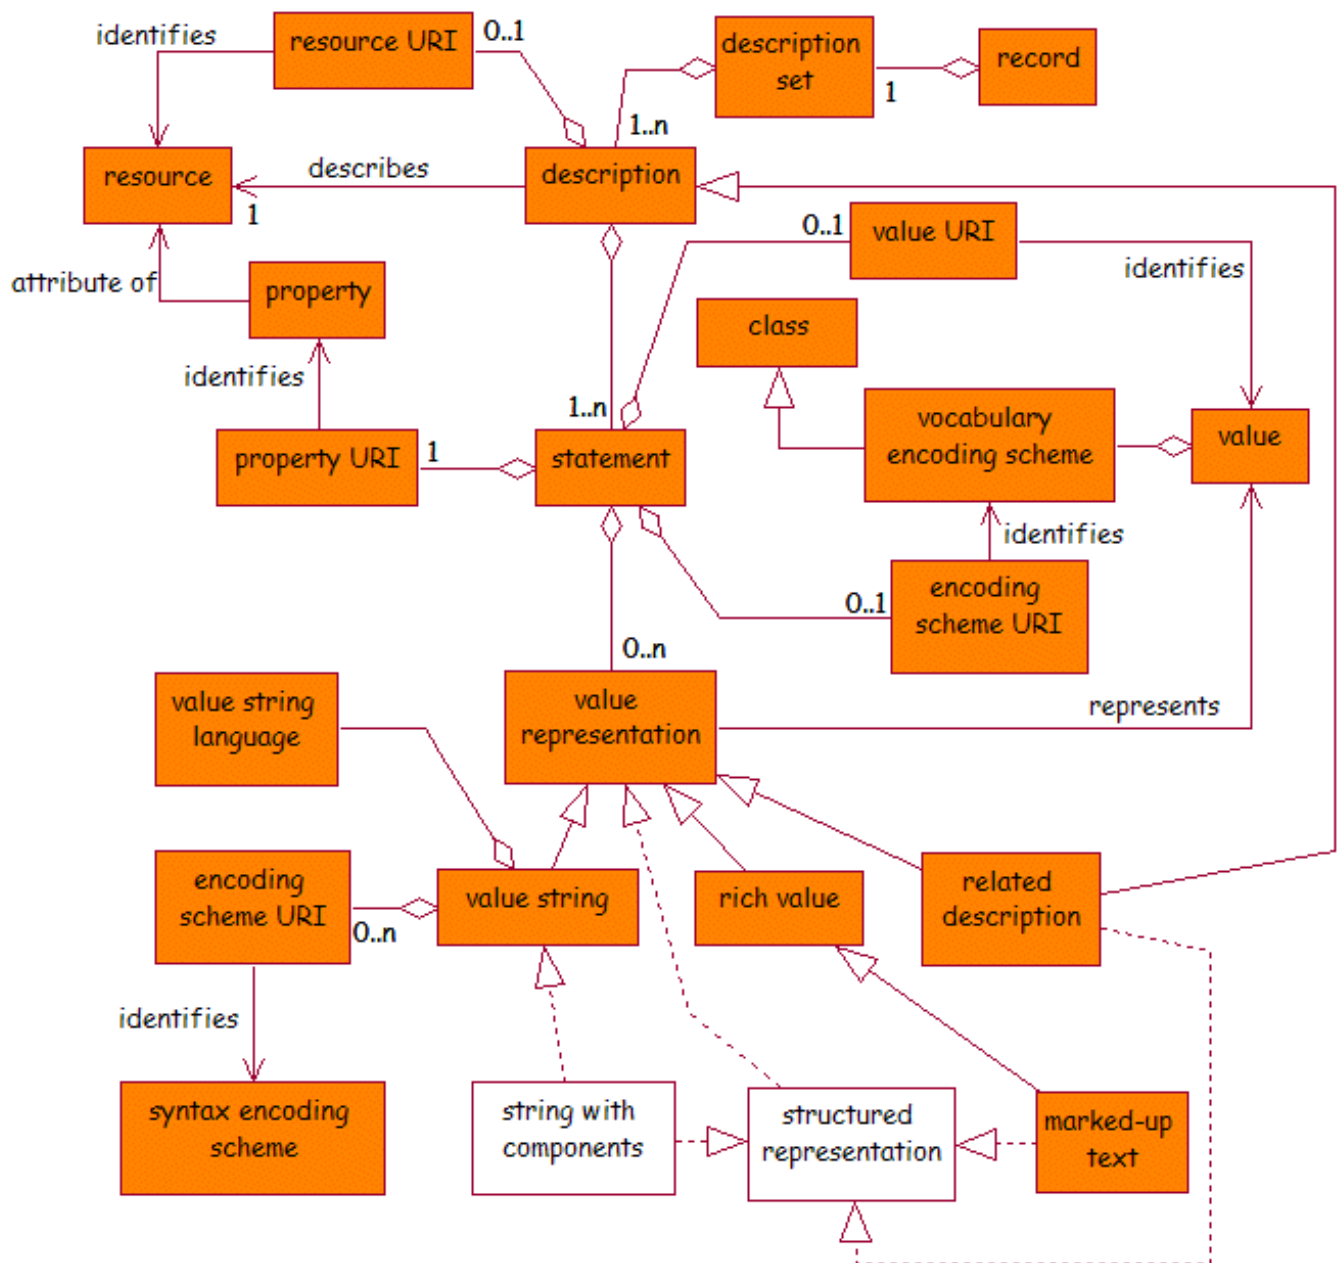 identifies
resource URI
0..1
description
set
1
record
1..n
resource
describes
1
description
0..1
value URI
identifies
attribute of
property
class
identifies
1..n
vocabulary
encoding scheme
value
property URI
1
statement
identifies
encoding
scheme URI
0..1
0..n
value string
language
value
representation
represents
encoding
scheme URI
0..n
value string
rich value
related
description
identifies
syntax encoding
scheme
string with
components
structured
representation
marked-up
text